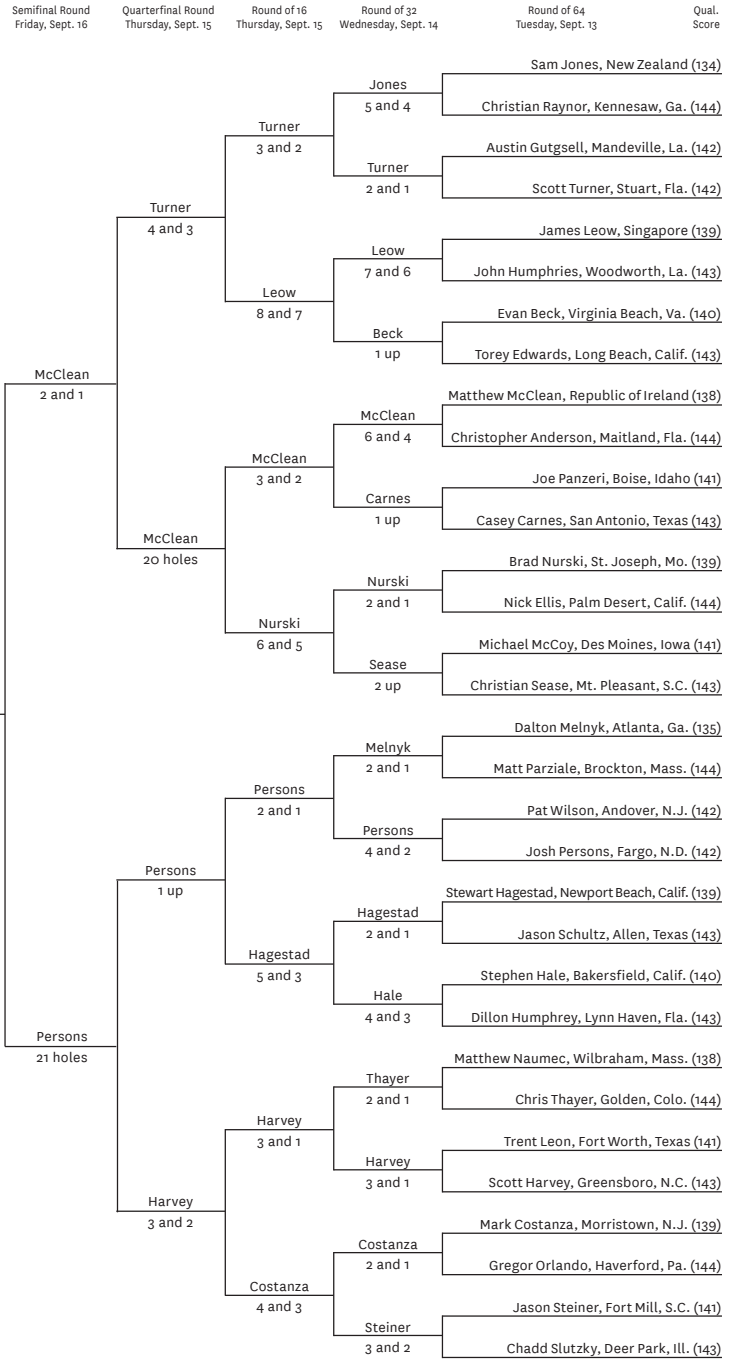 Semifinal Round
Friday, Sept. 16
Quarterfinal Round
Thursday, Sept. 15
Round of 16
Thursday, Sept. 15
Round of 32
Wednesday, Sept. 14
Round of 64
Tuesday, Sept. 13
Qual.
Score
Sam Jones, New Zealand (134)
Jones
5 and 4
Christian Raynor, Kennesaw, Ga. (144)
Turner
3 and 2
Austin Gutgsell, Mandeville, La. (142)
Turner
2 and 1
Scott Turner, Stuart, Fla. (142)
Turner
4 and 3
James Leow, Singapore (139)
Leow
7 and 6
John Humphries, Woodworth, La. (143)
Leow
8 and 7
Evan Beck, Virginia Beach, Va. (140)
Beck
1 up
Torey Edwards, Long Beach, Calif. (143)
McClean
2 and 1
Matthew McClean, Republic of Ireland (138)
McClean
6 and 4
Christopher Anderson, Maitland, Fla. (144)
McClean
3 and 2
Joe Panzeri, Boise, Idaho (141)
Carnes
1 up
Casey Carnes, San Antonio, Texas (143)
McClean
20 holes
Brad Nurski, St. Joseph, Mo. (139)
Nurski
2 and 1
Nick Ellis, Palm Desert, Calif. (144)
Nurski
6 and 5
Michael McCoy, Des Moines, Iowa (141)
Sease
2 up
Christian Sease, Mt. Pleasant, S.C. (143)
Dalton Melnyk, Atlanta, Ga. (135)
Melnyk
2 and 1
Matt Parziale, Brockton, Mass. (144)
Persons
2 and 1
Pat Wilson, Andover, N.J. (142)
Persons
4 and 2
Josh Persons, Fargo, N.D. (142)
Persons
1 up
Stewart Hagestad, Newport Beach, Calif. (139)
Hagestad
2 and 1
Jason Schultz, Allen, Texas (143)
Hagestad
5 and 3
Stephen Hale, Bakersfield, Calif. (140)
Hale
4 and 3
Dillon Humphrey, Lynn Haven, Fla. (143)
Persons
21 holes
Matthew Naumec, Wilbraham, Mass. (138)
Thayer
2 and 1
Chris Thayer, Golden, Colo. (144)
Harvey
3 and 1
Trent Leon, Fort Worth, Texas (141)
Harvey
3 and 1
Scott Harvey, Greensboro, N.C. (143)
Harvey
3 and 2
Mark Costanza, Morristown, N.J. (139)
Costanza
2 and 1
Gregor Orlando, Haverford, Pa. (144)
Costanza
4 and 3
Jason Steiner, Fort Mill, S.C. (141)
Steiner
3 and 2
Chadd Slutzky, Deer Park, Ill. (143)